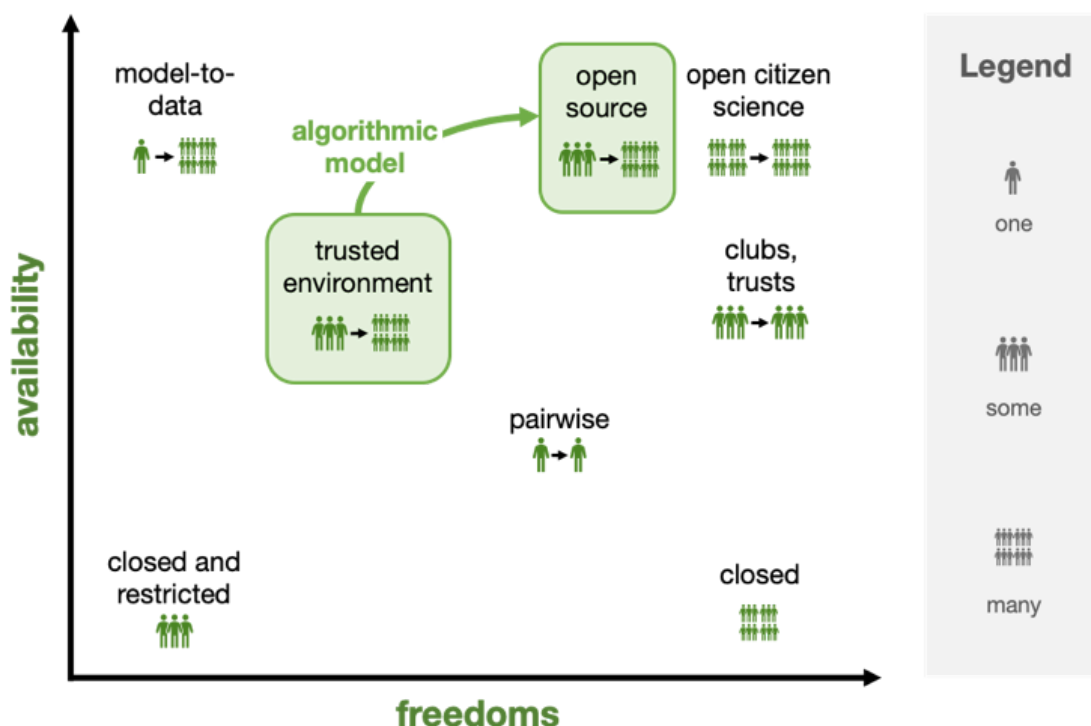 model-to-
data
algorithmic
model
open
source
open citizen
science
trusted
environment
clubs,
trusts
pairwise
closed and
restricted
closed
availability
freedoms
Legend
one
some
many